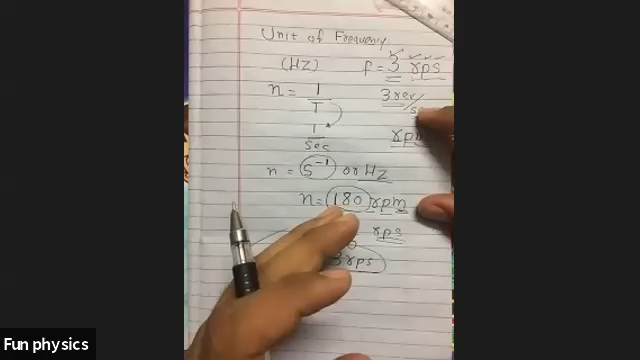 Unit of Frequency
(HZ)
f = 3 rps
n = 1
T
3 rev/
1
sec
n = s⁻¹ or Hz
n = 180 rpm
rps
3 rps
Fun physics